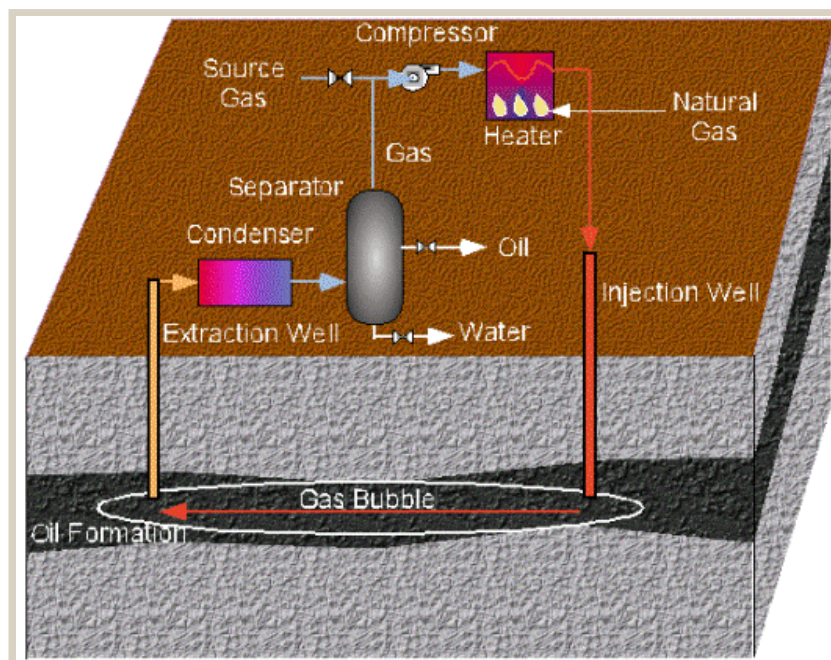 Compressor
Source
Gas
Natural
Gas
Heater
Gas
Separator
Condenser
Oil
Injection Well
Extraction Well
Water
Gas Bubble
Oil Formation